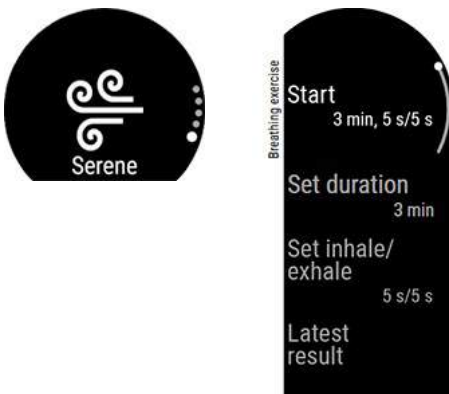 Serene
Breathing exercise
Start
3 min, 5 s/5 s
Set duration
3 min
Set inhale/
exhale
5 s/5 s
Latest
result